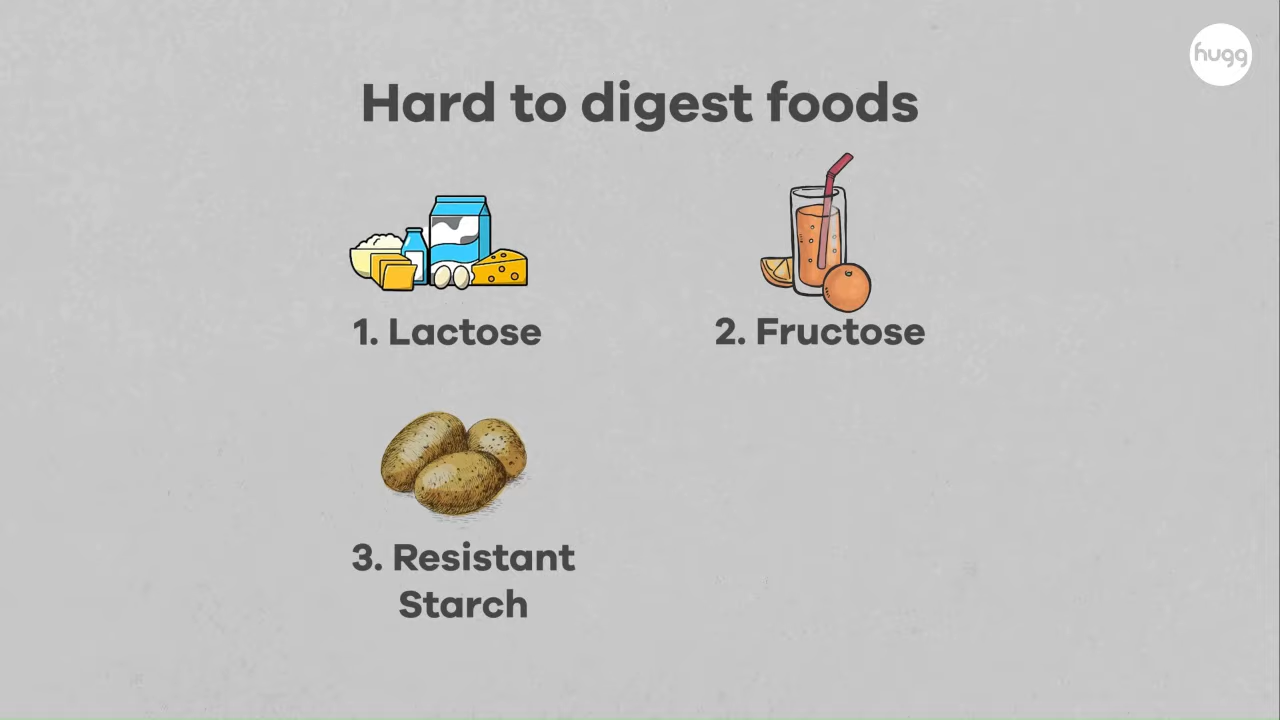 hugg
Hard to digest foods
1. Lactose
2. Fructose
3. Resistant
Starch